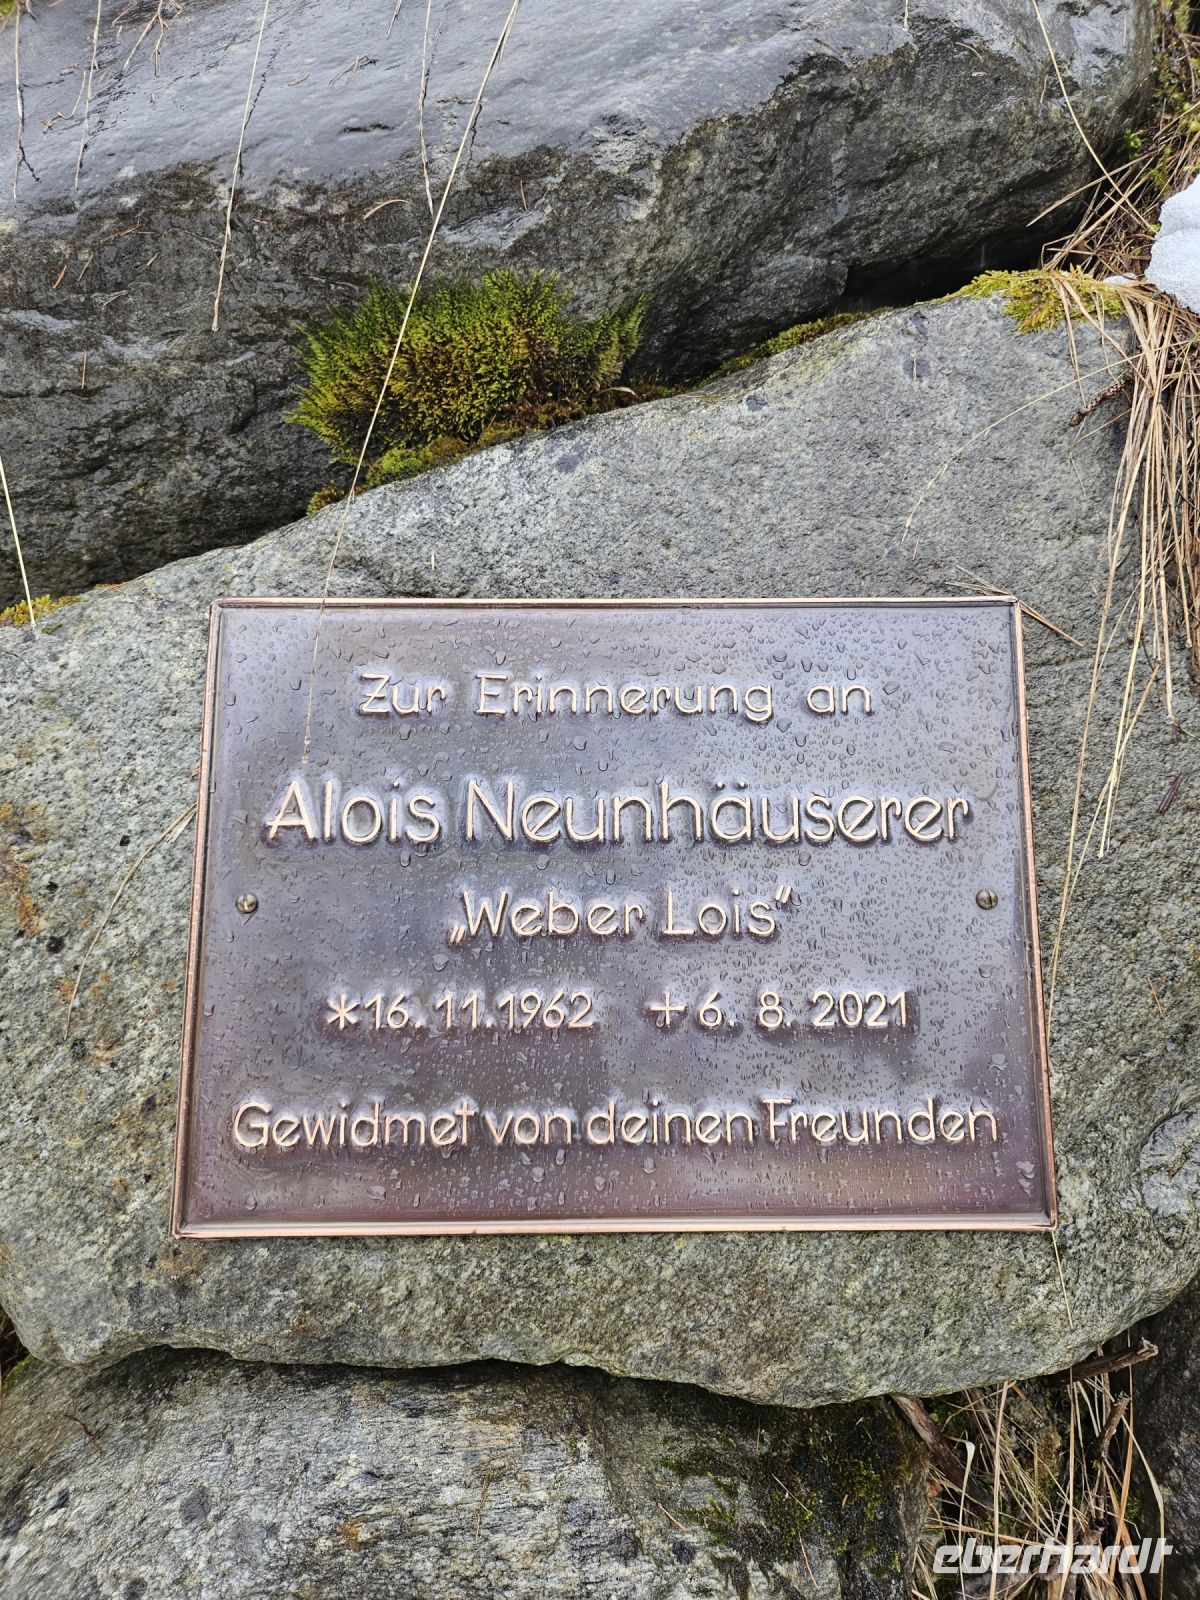 Zur Erinnerung an
Alois Neunhäuserer
„Weber Lois“
*16.11.1962 +6.8.2021
Gewidmet von deinen Freunden
eberhardt